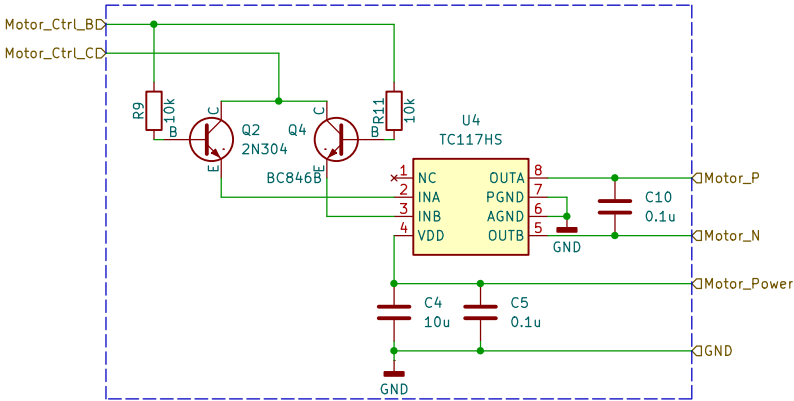 Motor_Ctrl_B
Motor_Ctrl_C
R9
10k
B
C
E
Q2
2N304
Q4
BC846B
C
E
B
R11
10k
U4
TC117HS
1
NC
2
INA
3
INB
4
VDD
OUTA
8
PGND
7
AGND
6
OUTB
5
GND
C10
0.1u
Motor_P
Motor_N
Motor_Power
C4
10u
C5
0.1u
GND
GND